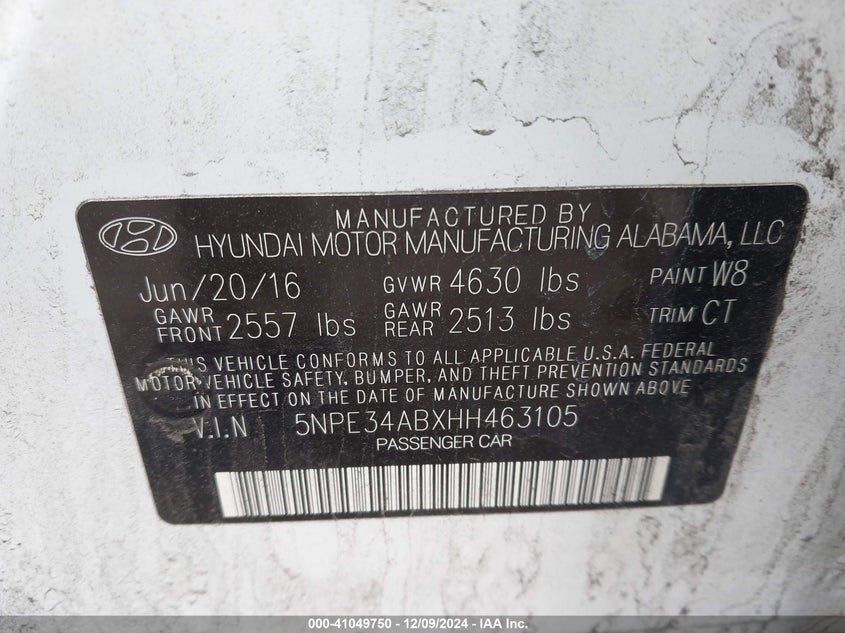 MANUFACTURED BY
HYUNDAI MOTOR MANUFACTURING ALABAMA, LLC
Jun/20/16 GVWR 4630 lbs PAINT W8
GAWR FRONT 2557 lbs GAWR REAR 2513 lbs TRIM CT
THIS VEHICLE CONFORMS TO ALL APPLICABLE U.S.A. FEDERAL
MOTOR VEHICLE SAFETY, BUMPER, AND THEFT PREVENTION STANDARDS
IN EFFECT ON THE DATE OF MANUFACTURE SHOWN ABOVE
V.I.N 5NPE34ABXHH463105
PASSENGER CAR
000-41049750 - 12/09/2024 - IAA Inc.